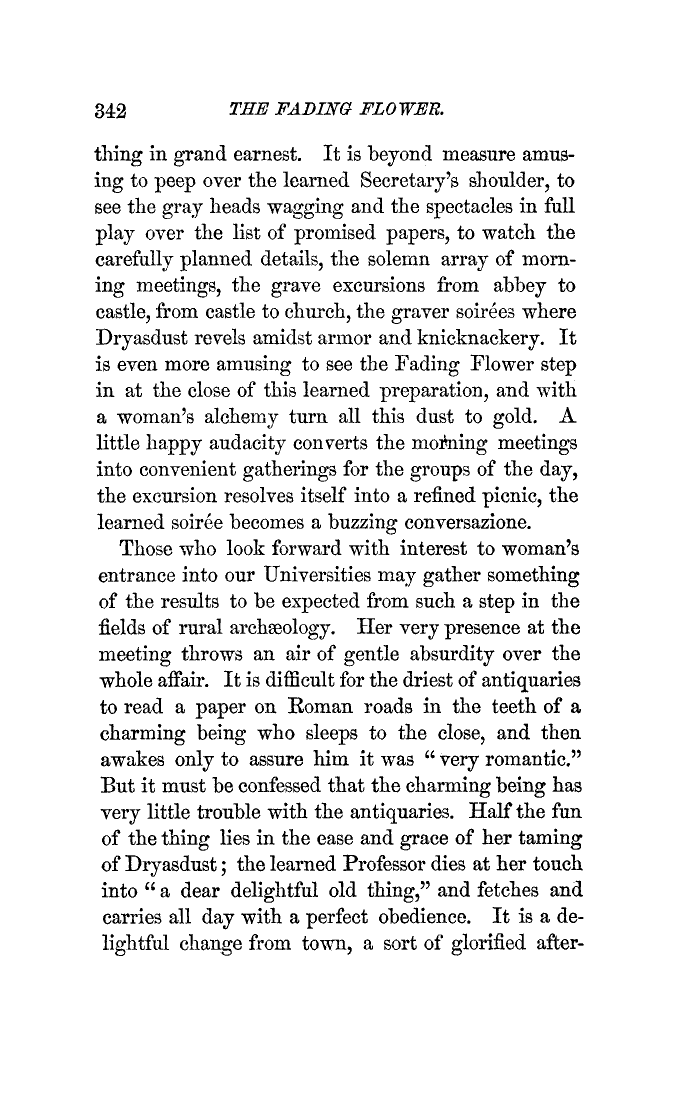 342 THE FADING FLOWER.
thing in grand earnest. It is beyond measure amus-
ing to peep over the learned Secretary's shoulder, to
see the gray heads wagging and the spectacles in full
play over the list of promised papers, to watch the
carefully planned details, the solemn array of morn-
ing meetings, the grave excursions from abbey to
castle, from castle to church, the graver soirées where
Dryasdust revels amidst armor and knicknackery. It
is even more amusing to see the Fading Flower step
in at the close of this learned preparation, and with
a woman's alchemy turn all this dust to gold. A
little happy audacity converts the morning meetings
into convenient gatherings for the groups of the day,
the excursion resolves itself into a refined picnic, the
learned soirée becomes a buzzing conversazione.
Those who look forward with interest to woman's
entrance into our Universities may gather something
of the results to be expected from such a step in the
fields of rural archæology. Her very presence at the
meeting throws an air of gentle absurdity over the
whole affair. It is difficult for the driest of antiquaries
to read a paper on Roman roads in the teeth of a
charming being who sleeps to the close, and then
awakes only to assure him it was "very romantic."
But it must be confessed that the charming being has
very little trouble with the antiquaries. Half the fun
of the thing lies in the ease and grace of her taming
of Dryasdust; the learned Professor dies at her touch
into "a dear delightful old thing," and fetches and
carries all day with a perfect obedience. It is a de-
lightful change from town, a sort of glorified after-